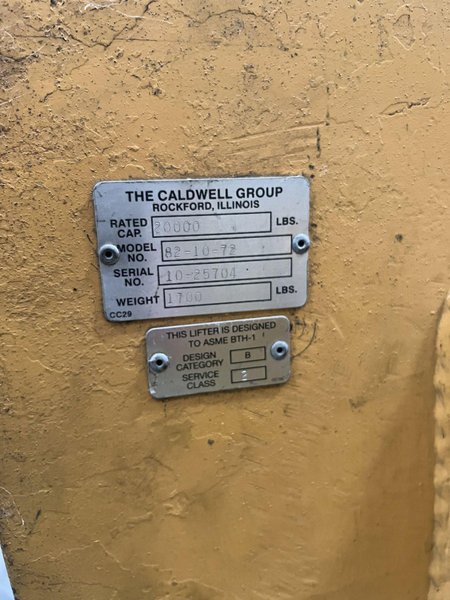 THE CALDWELL GROUP
ROCKFORD, ILLINOIS
RATED CAP. 20000 LBS.
MODEL NO. 82-10-72
SERIAL NO. 10-25704
WEIGHT 1700 LBS.
CC29
THIS LIFTER IS DESIGNED
TO ASME BTH-1
DESIGN CATEGORY B
SERVICE CLASS 2